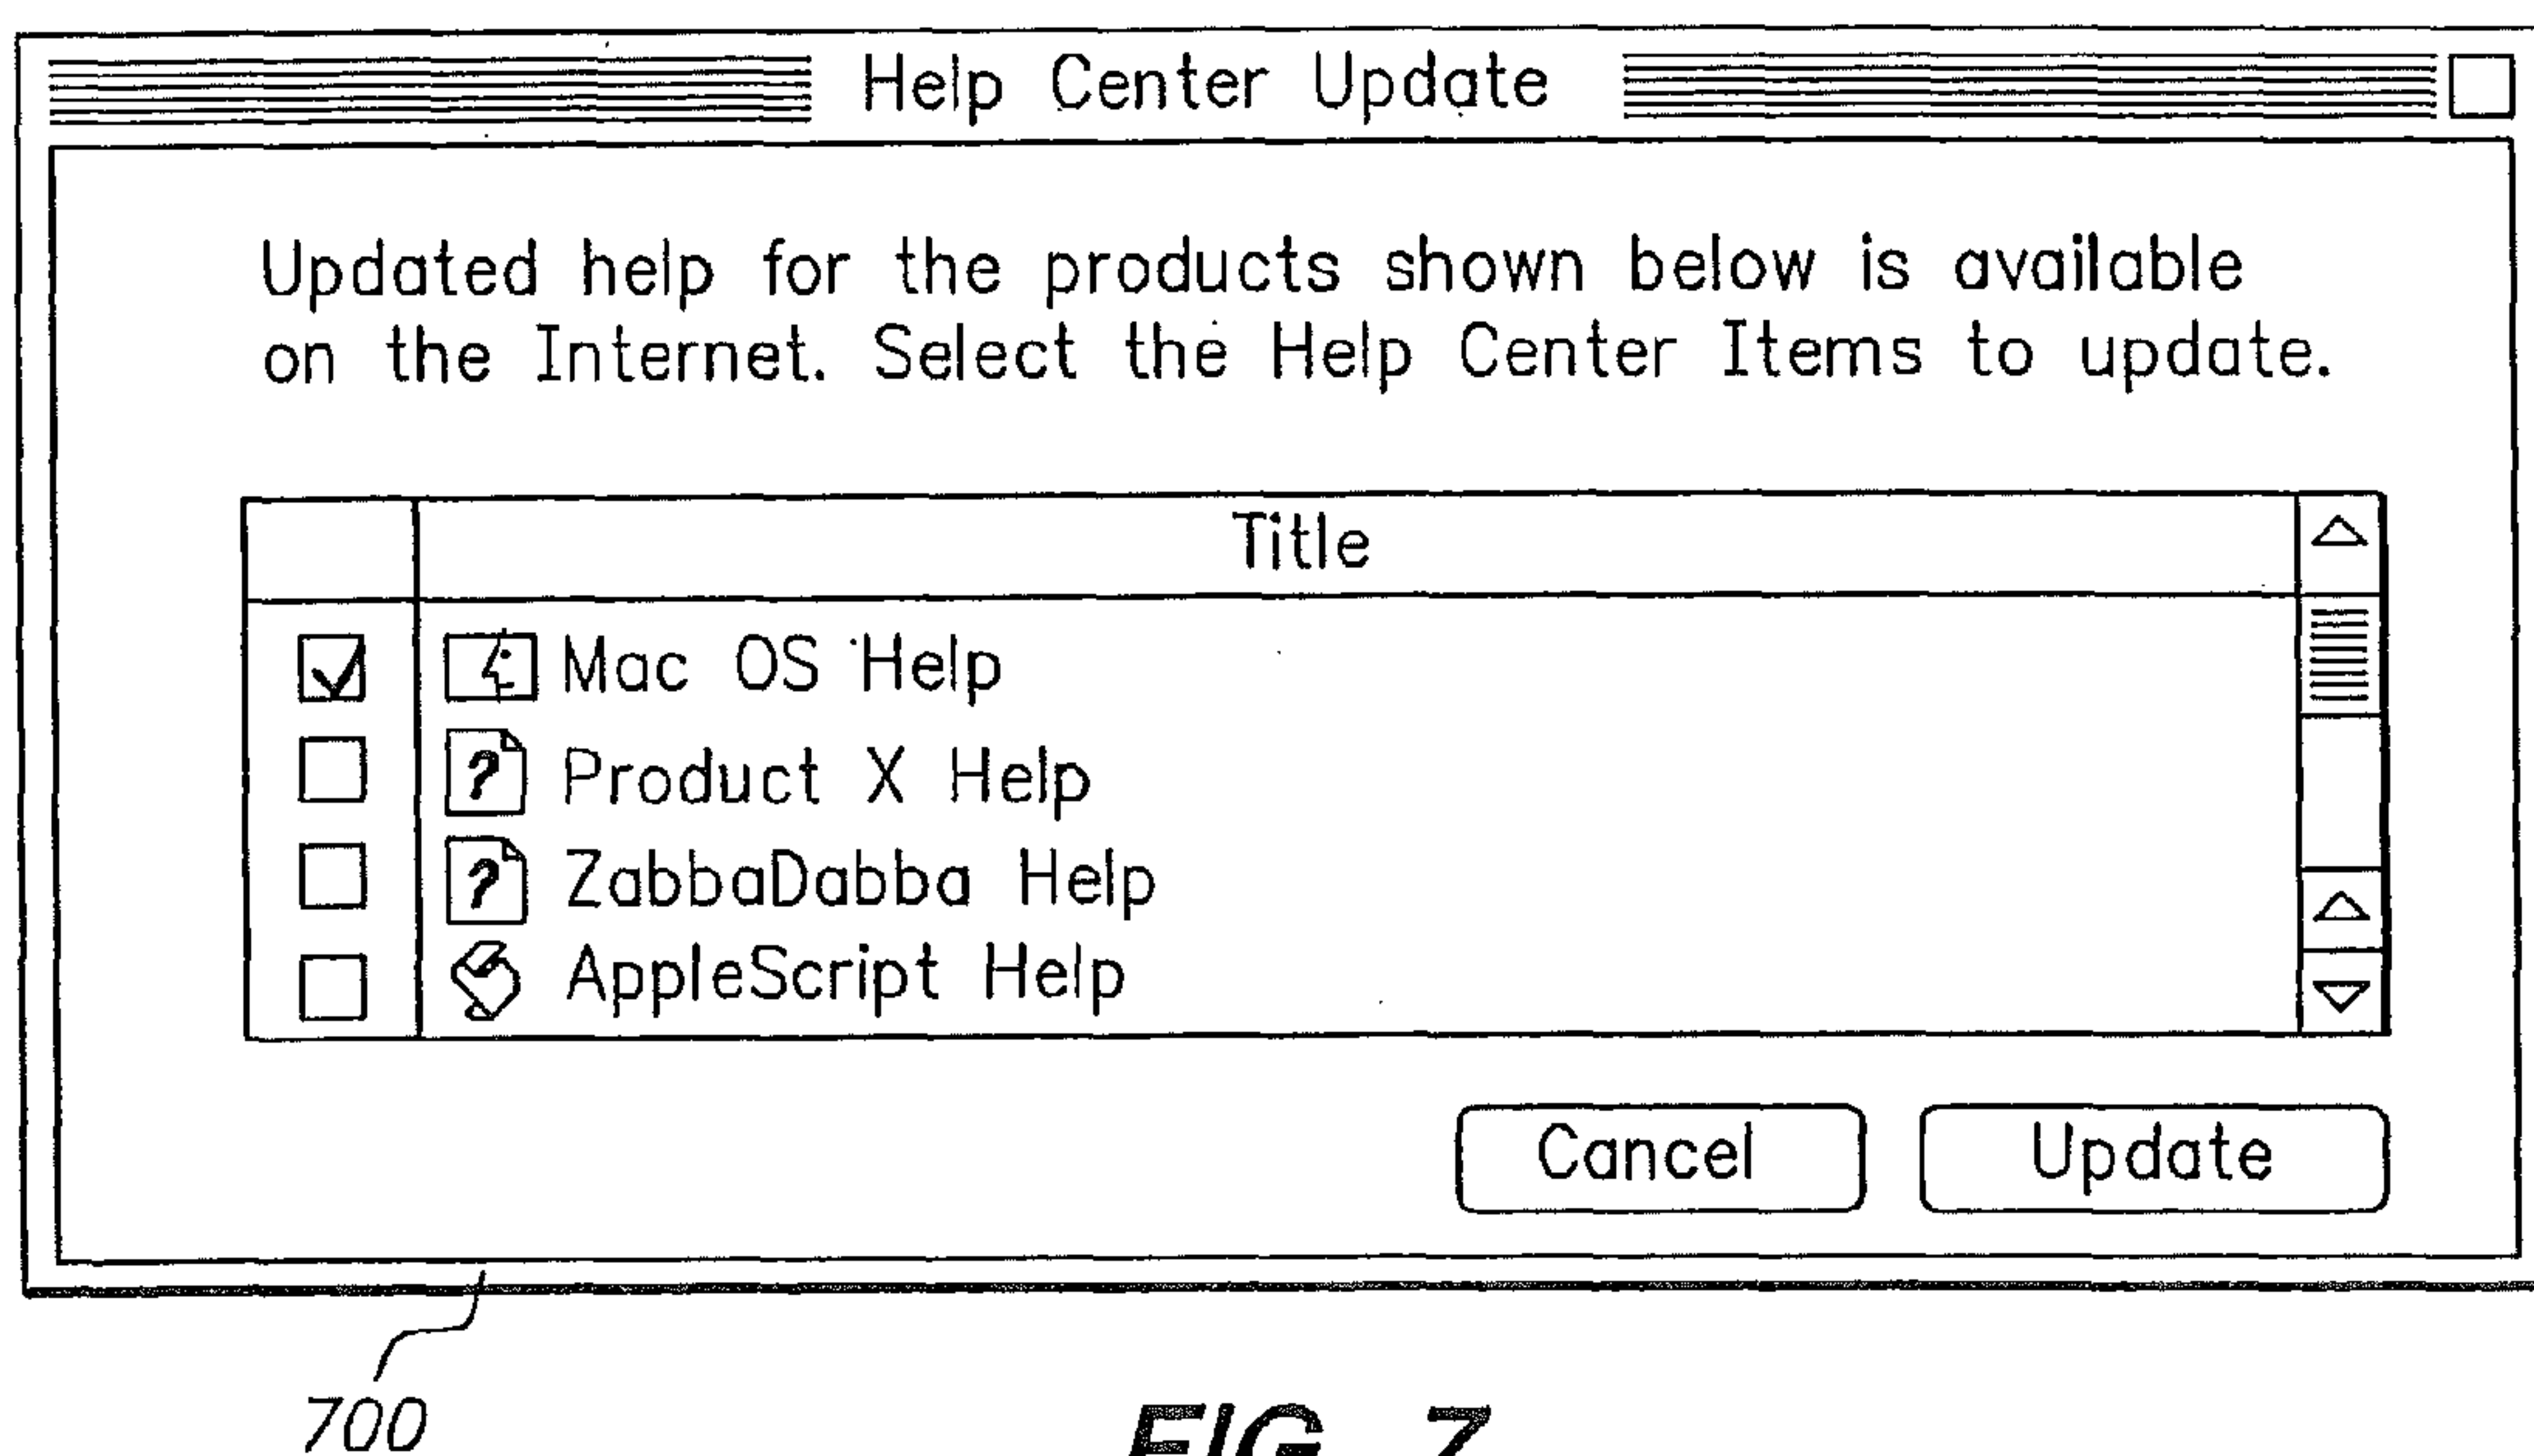 Help Center Update
Updated help for the products shown below is available
on the Internet. Select the Help Center Items to update.
Title
Mac OS Help
? Product X Help
? ZabbaDabba Help
AppleScript Help
Cancel Update
700
FIG. 7